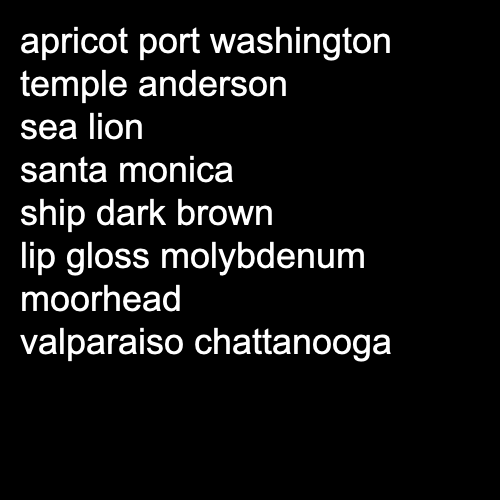 apricot port washington
temple anderson
sea lion
santa monica
ship dark brown
lip gloss molybdenum
moorhead
valparaiso chattanooga